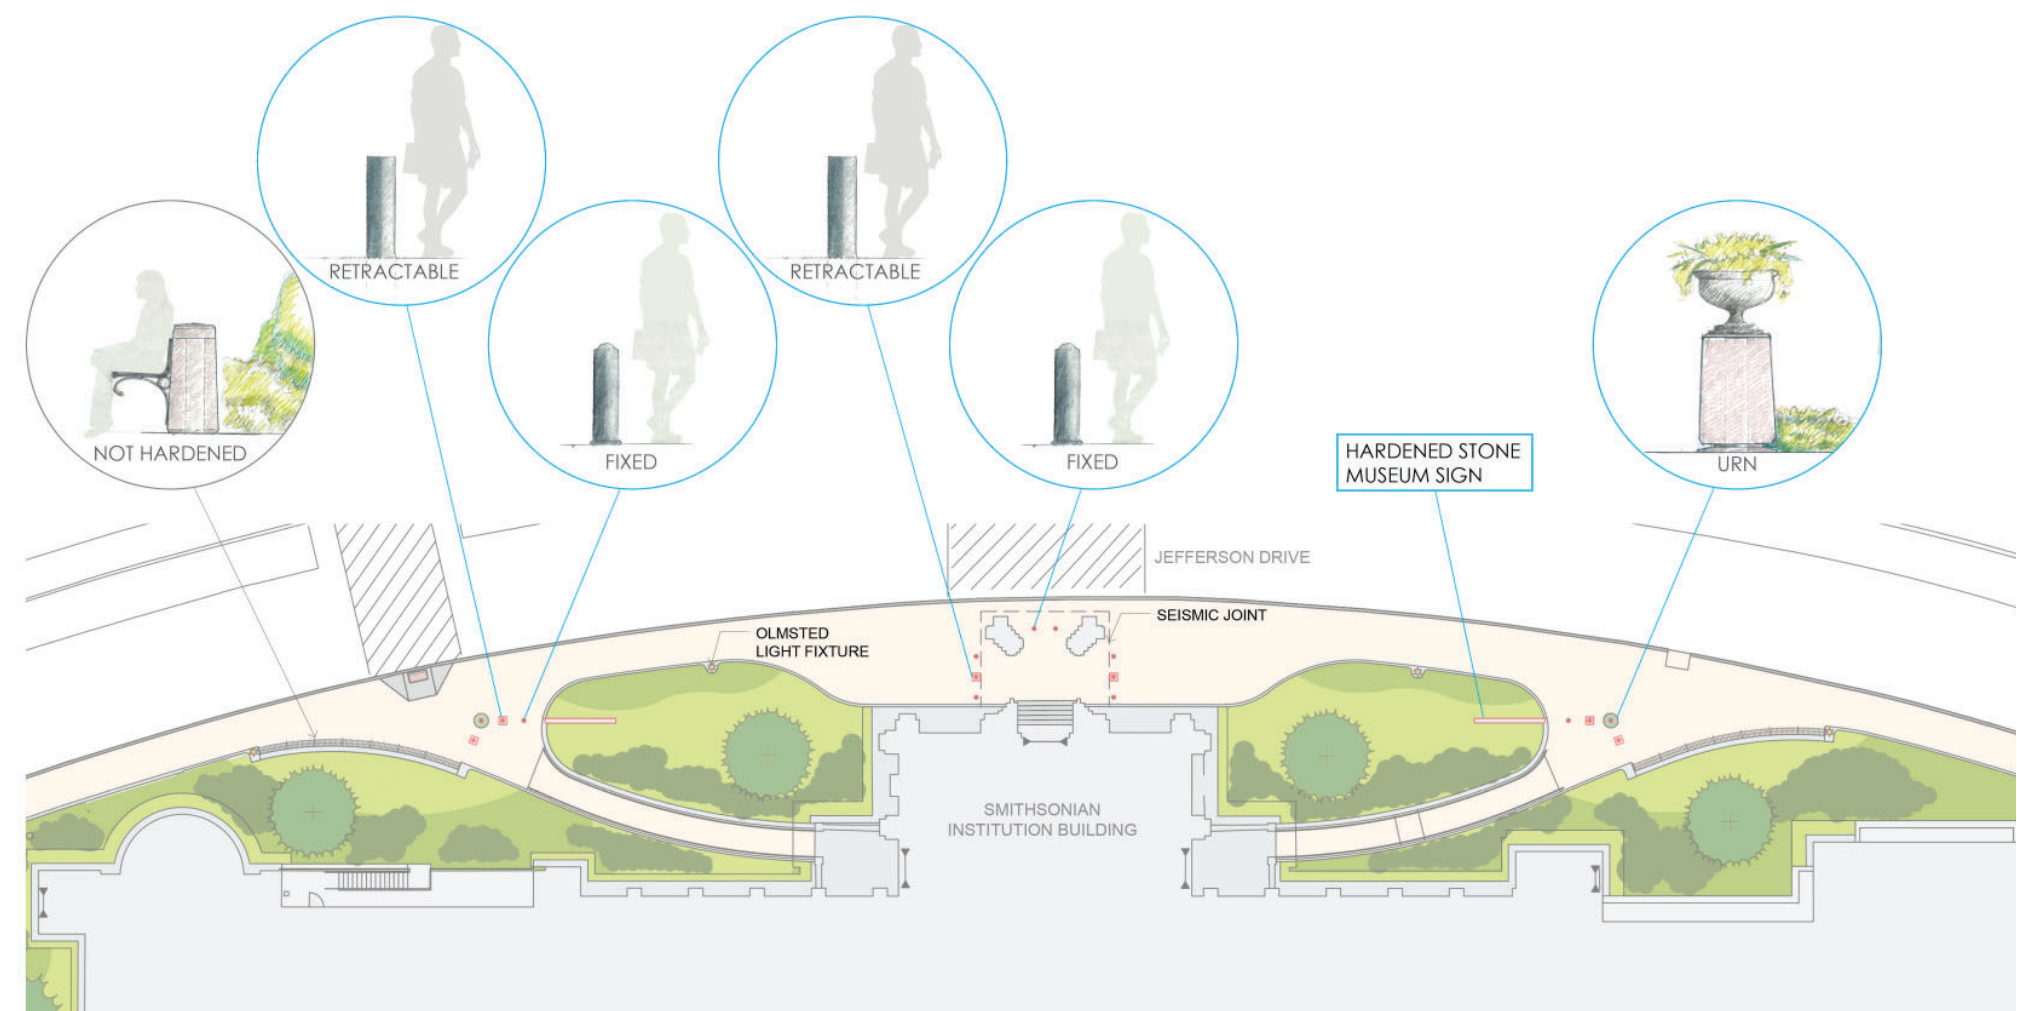 RETRACTABLE
RETRACTABLE
NOT HARDENED
FIXED
FIXED
HARDENED STONE
MUSEUM SIGN
URN
JEFFERSON DRIVE
SEISMIC JOINT
OLMSTED
LIGHT FIXTURE
SMITHSONIAN
INSTITUTION BUILDING